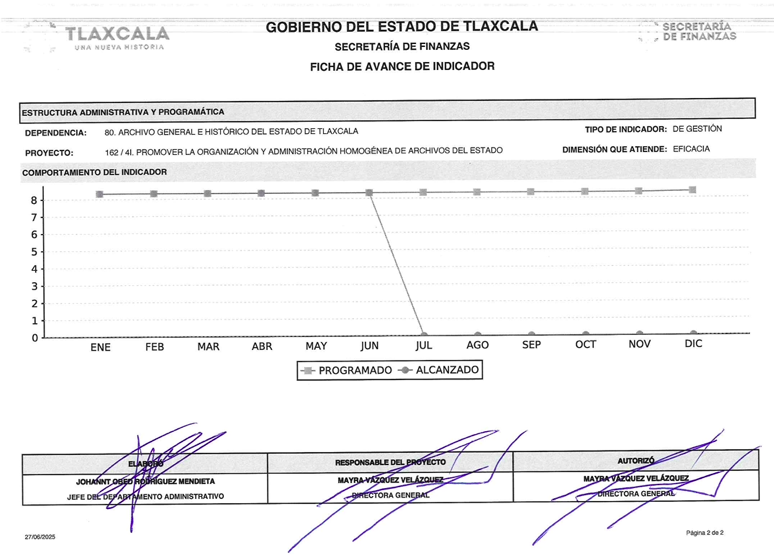 TLAXCALA
UNA NUEVA HISTORIA
GOBIERNO DEL ESTADO DE TLAXCALA
SECRETARÍA DE FINANZAS
FICHA DE AVANCE DE INDICADOR
SECRETARÍA
DE FINANZAS
ESTRUCTURA ADMINISTRATIVA Y PROGRAMÁTICA
DEPENDENCIA: 80. ARCHIVO GENERAL E HISTÓRICO DEL ESTADO DE TLAXCALA TIPO DE INDICADOR: DE GESTIÓN
PROYECTO: 162 / 4I. PROMOVER LA ORGANIZACIÓN Y ADMINISTRACIÓN HOMOGÉNEA DE ARCHIVOS DEL ESTADO DIMENSIÓN QUE ATIENDE: EFICACIA
COMPORTAMIENTO DEL INDICADOR
8
7
6
5
4
3
2
1
0
ENE FEB MAR ABR MAY JUN JUL AGO SEP OCT NOV DIC
PROGRAMADO ALCANZADO
ELABORÓ RESPONSABLE DEL PROYECTO AUTORIZÓ
JOHANNT OBED RODRÍGUEZ MENDIETA MAYRA VÁZQUEZ VELÁZQUEZ MAYRA VÁZQUEZ VELÁZQUEZ
JEFE DEL DEPARTAMENTO ADMINISTRATIVO DIRECTORA GENERAL DIRECTORA GENERAL
27/06/2025 Página 2 de 2